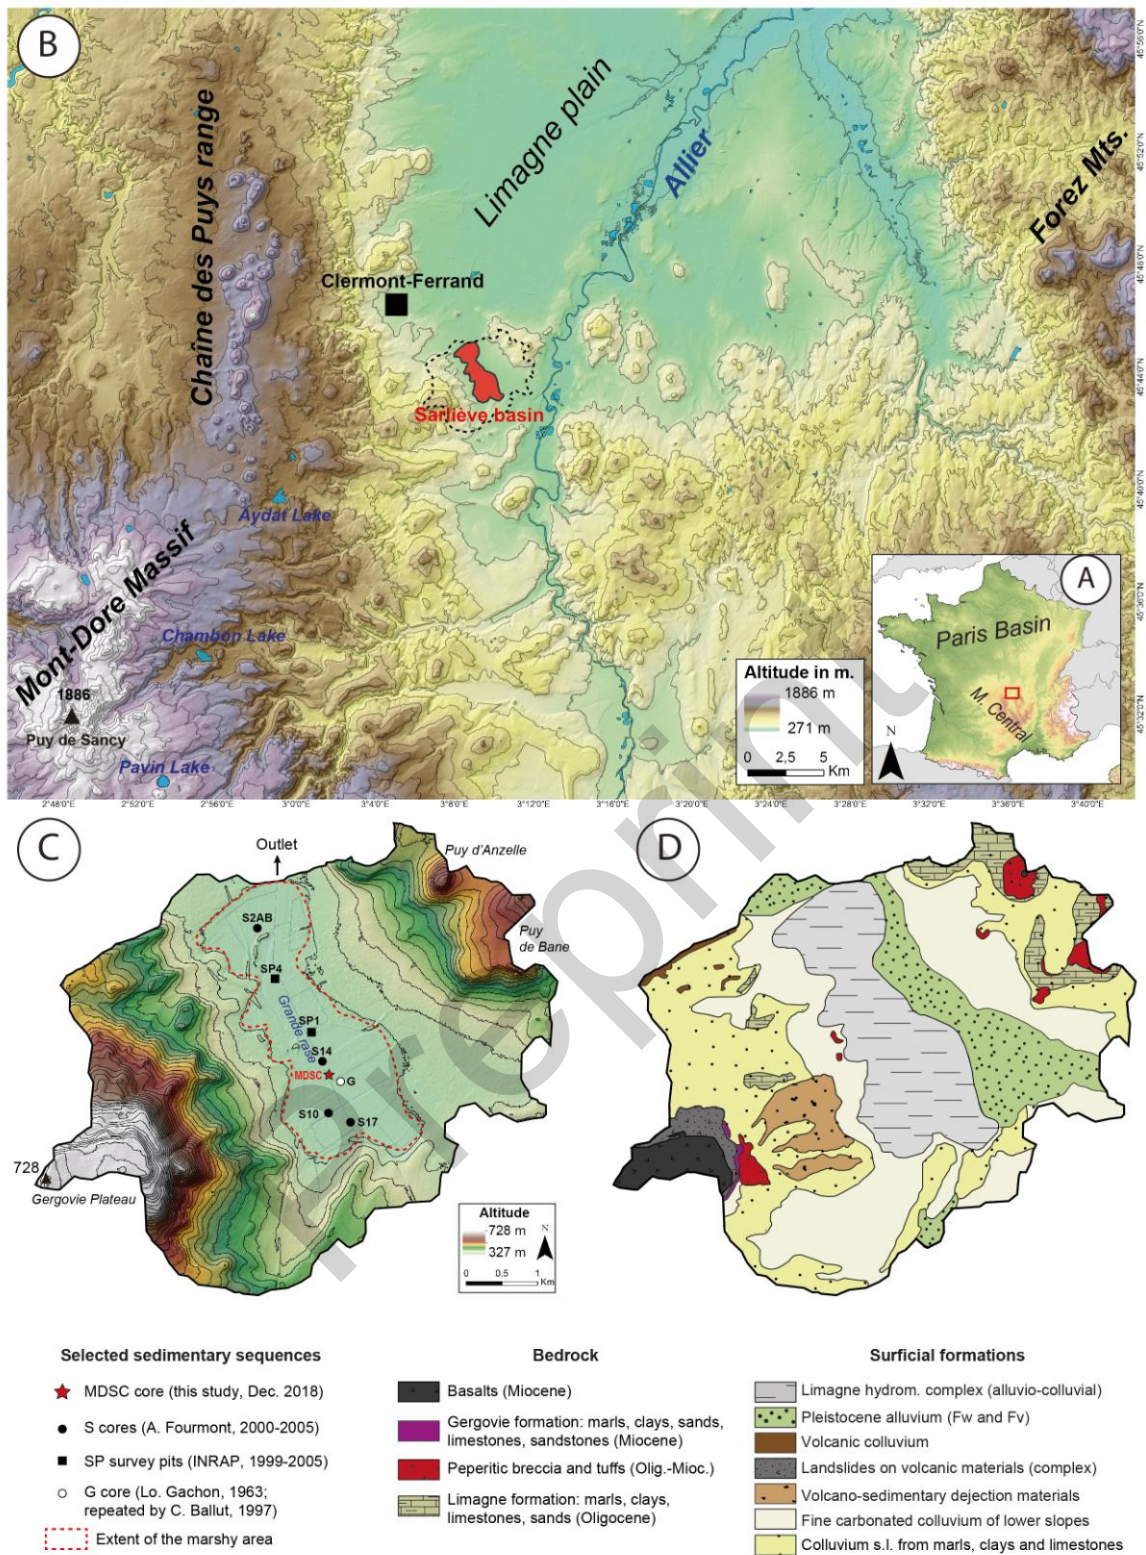 B
45°56'0"N
45°52'0"N
45°48'0"N
45°44'0"N
45°40'0"N
45°36'0"N
45°32'0"N
Chaîne des Puys range
Limagne plain
Allier
Forez Mts.
Clermont-Ferrand
Sarliève basin
Aydat Lake
Mont-Dore Massif
Chambon Lake
1886
Puy de Sancy
Pavin Lake
A
Paris Basin
M. Central
N
Altitude in m.
1886 m
271 m
0 2,5 5
Km
2°48'0"E 2°52'0"E 2°56'0"E 3°0'0"E 3°4'0"E 3°8'0"E 3°12'0"E 3°16'0"E 3°20'0"E 3°24'0"E 3°28'0"E 3°32'0"E 3°36'0"E 3°40'0"E
Preprint
C
Outlet
Puy d'Anzelle
Puy
de Bane
S2AB
SP4
Grande rase
SP1
S14
MDSC
G
S10
S17
728
Gergovie Plateau
Altitude
728 m
327 m
N
0 0,5 1
Km
D
Selected sedimentary sequences
MDSC core (this study, Dec. 2018)
S cores (A. Fourmont, 2000-2005)
SP survey pits (INRAP, 1999-2005)
G core (Lo. Gachon, 1963;
repeated by C. Ballut, 1997)
Extent of the marshy area
Bedrock
Basalts (Miocene)
Gergovie formation: marls, clays, sands,
limestones, sandstones (Miocene)
Peperitic breccia and tuffs (Olig.-Mioc.)
Limagne formation: marls, clays,
limestones, sands (Oligocene)
Surficial formations
Limagne hydrom. complex (alluvio-colluvial)
Pleistocene alluvium (Fw and Fv)
Volcanic colluvium
Landslides on volcanic materials (complex)
Volcano-sedimentary dejection materials
Fine carbonated colluvium of lower slopes
Colluvium s.l. from marls, clays and limestones